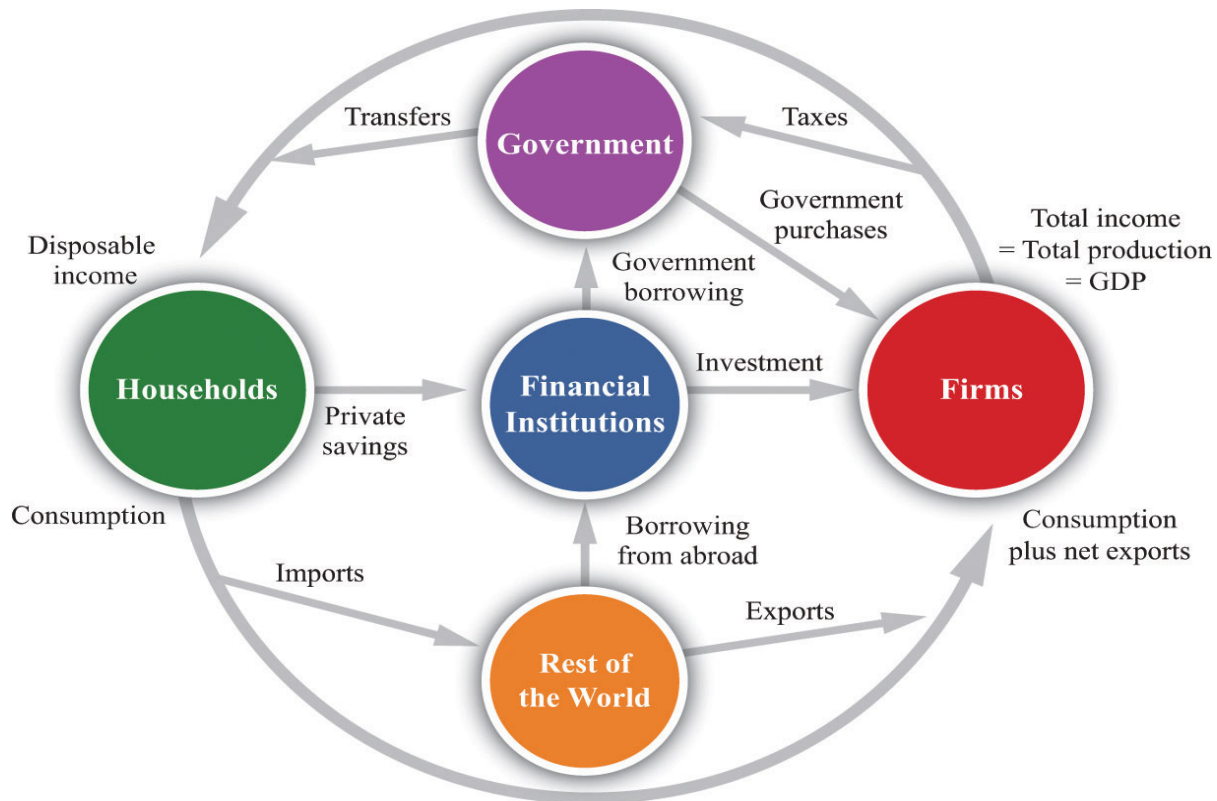 Transfers
Government
Taxes
Government
purchases
Total income
= Total production
= GDP
Disposable
income
Government
borrowing
Households
Financial
Institutions
Investment
Firms
Private
savings
Consumption
Borrowing
from abroad
Consumption
plus net exports
Imports
Exports
Rest of
the World